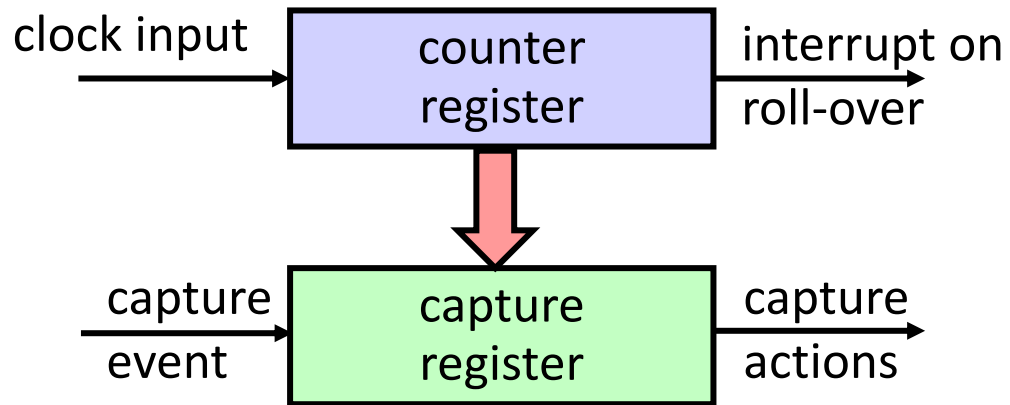 clock input
counter
register
interrupt on
roll-over
capture
event
capture
register
capture
actions